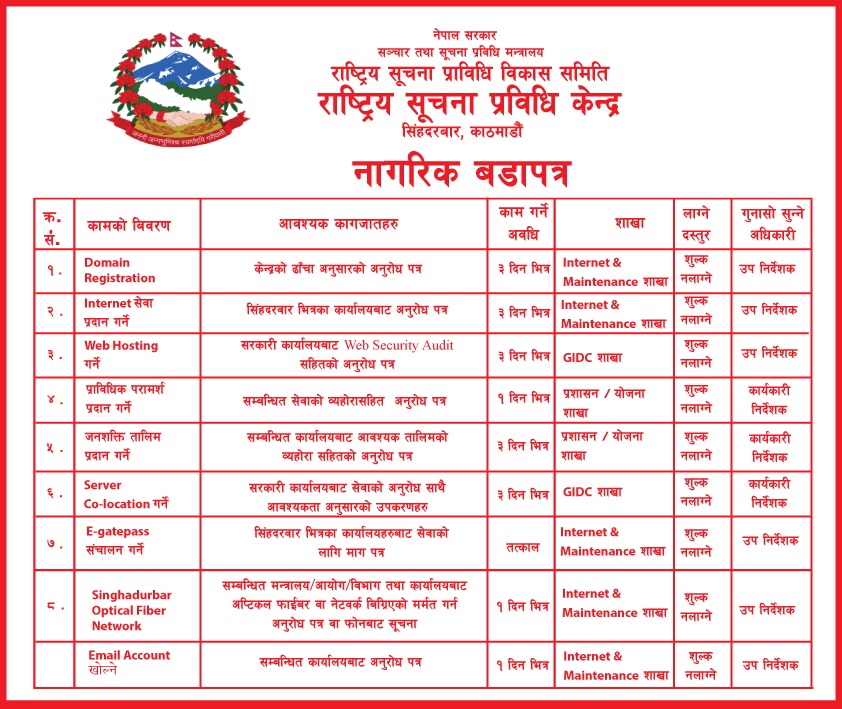 नेपाल सरकार
सञ्चार तथा सूचना प्रविधि मन्त्रालय
राष्ट्रिय सूचना प्राविधि विकास समिति
राष्ट्रिय सूचना प्रविधि केन्द्र
सिंहदरबार, काठमाडौं
जननी जन्मभूमिश्च स्वर्गादपि गरीयसी
नागरिक बडापत्र
क्र. सं. कामको बिवरण आवश्यक कागजातहरु काम गर्ने अवधि शाखा लाग्ने दस्तुर गुनासो सुन्ने अधिकारी
१ . Domain Registration केन्द्रको ढाँचा अनुसारको अनुरोध पत्र ३ दिन भित्र Internet & Maintenance शाखा शुल्क नलाग्ने उप निर्देशक
२ . Internet सेवा प्रदान गर्ने सिंहदरबार भित्रका कार्यालयबाट अनुरोध पत्र ३ दिन भित्र Internet & Maintenance शाखा शुल्क नलाग्ने उप निर्देशक
३ . Web Hosting गर्ने सरकारी कार्यालयबाट Web Security Audit सहितको अनुरोध पत्र ३ दिन भित्र GIDC शाखा शुल्क नलाग्ने उप निर्देशक
४ . प्राविधिक परामर्श प्रदान गर्ने सम्बन्धित सेवाको व्यहोरासहित अनुरोध पत्र १ दिन भित्र प्रशासन / योजना शाखा शुल्क नलाग्ने कार्यकारी निर्देशक
५ . जनशक्ति तालिम प्रदान गर्ने सम्बन्धित कार्यालयबाट आवश्यक तालिमको व्यहोरा सहितको अनुरोध पत्र ३ दिन भित्र प्रशासन / योजना शाखा शुल्क नलाग्ने कार्यकारी निर्देशक
६ . Server Co-location गर्ने सरकारी कार्यालयबाट सेवाको अनुरोध साथै आवश्यकता अनुसारको उपकरणहरु ३ दिन भित्र GIDC शाखा शुल्क नलाग्ने कार्यकारी निर्देशक
७ . E-gatepass संचालन गर्ने सिंहदरबार भित्रका कार्यालयहरुबाट सेवाको लागि माग पत्र तत्काल Internet & Maintenance शाखा शुल्क नलाग्ने उप निर्देशक
८ . Singhadurbar Optical Fiber Network सम्बन्धित मन्त्रालय/आयोग/विभाग तथा कार्यालयबाट अप्टिकल फाईबर वा नेटवर्क बिग्रिएको मर्मत गर्न अनुरोध पत्र वा फोनबाट सूचना १ दिन भित्र Internet & Maintenance शाखा शुल्क नलाग्ने उप निर्देशक
Email Account खोल्ने सम्बन्धित कार्यालयबाट अनुरोध पत्र १ दिन भित्र Internet & Maintenance शाखा शुल्क नलाग्ने उप निर्देशक